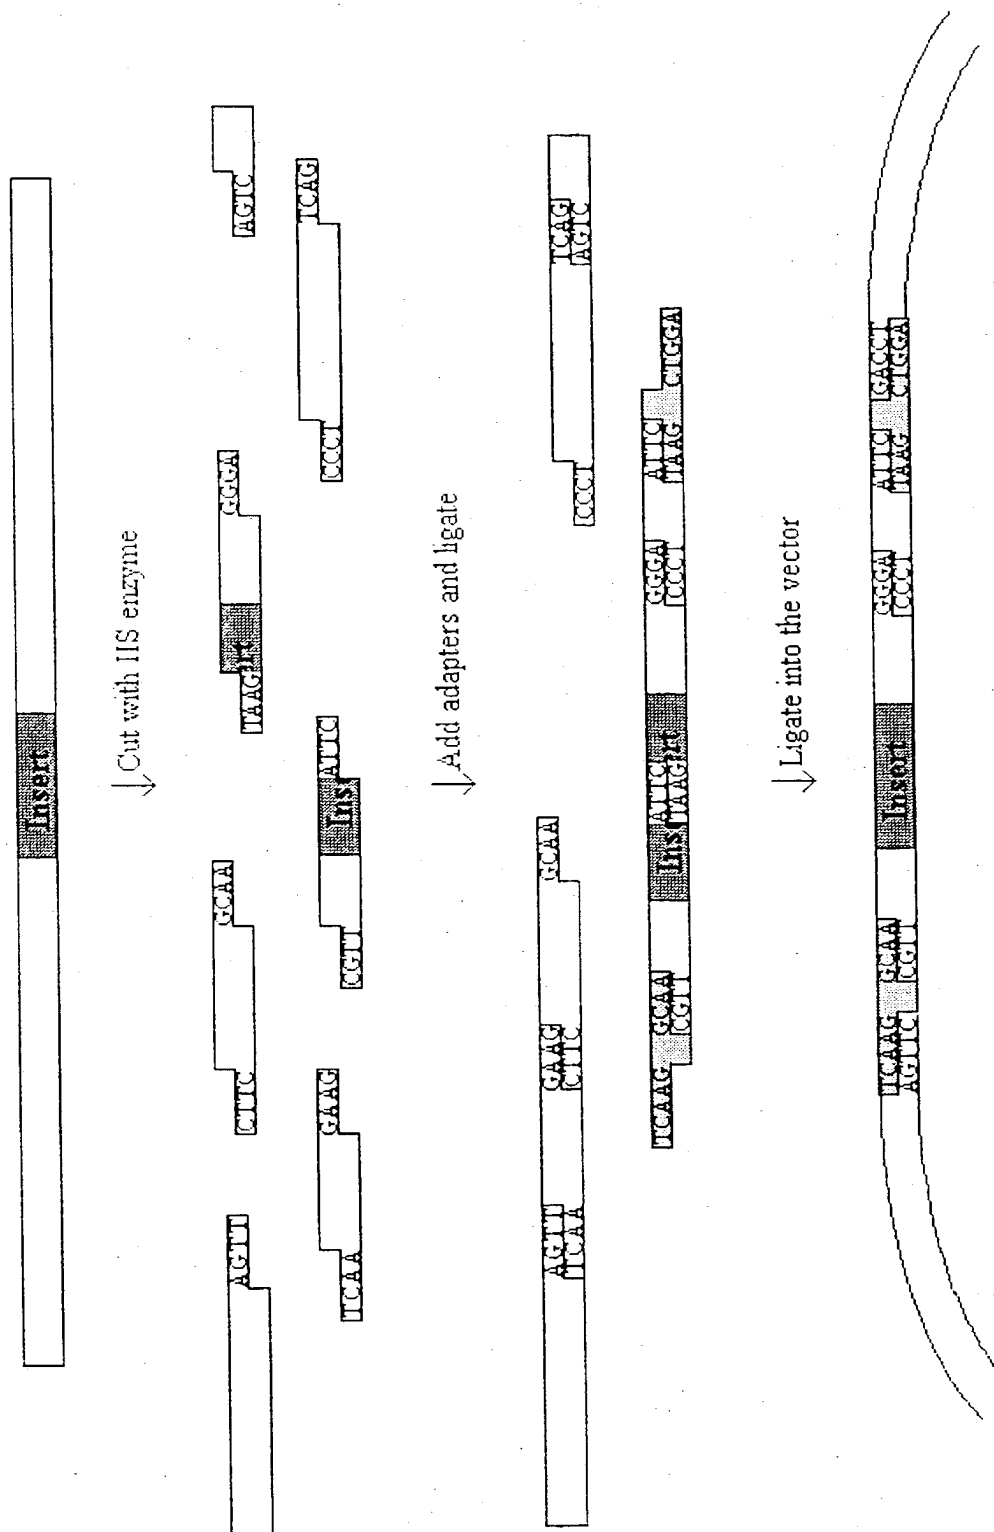 Insert
↓ Cut with IIS enzyme
AGTT CTTC GCAA TAAG rt GGGA AGTC
TCAA GAAG CGTT Ins ATTC CCCT TCAG
↓ Add adapters and ligate
AGTT GAAG GCAA TCAG
TCAA CTTC CCCT AGTC
TCAAG GCAA Ins ATTC rt GGGA ATTC
CGTT TAAG CCCT TAAG CTGGA
↓ Ligate into the vector
TCAAG GCAA Insert GGGA ATTC GACCT
AGTTC CGTT CCCT TAAG CTGGA